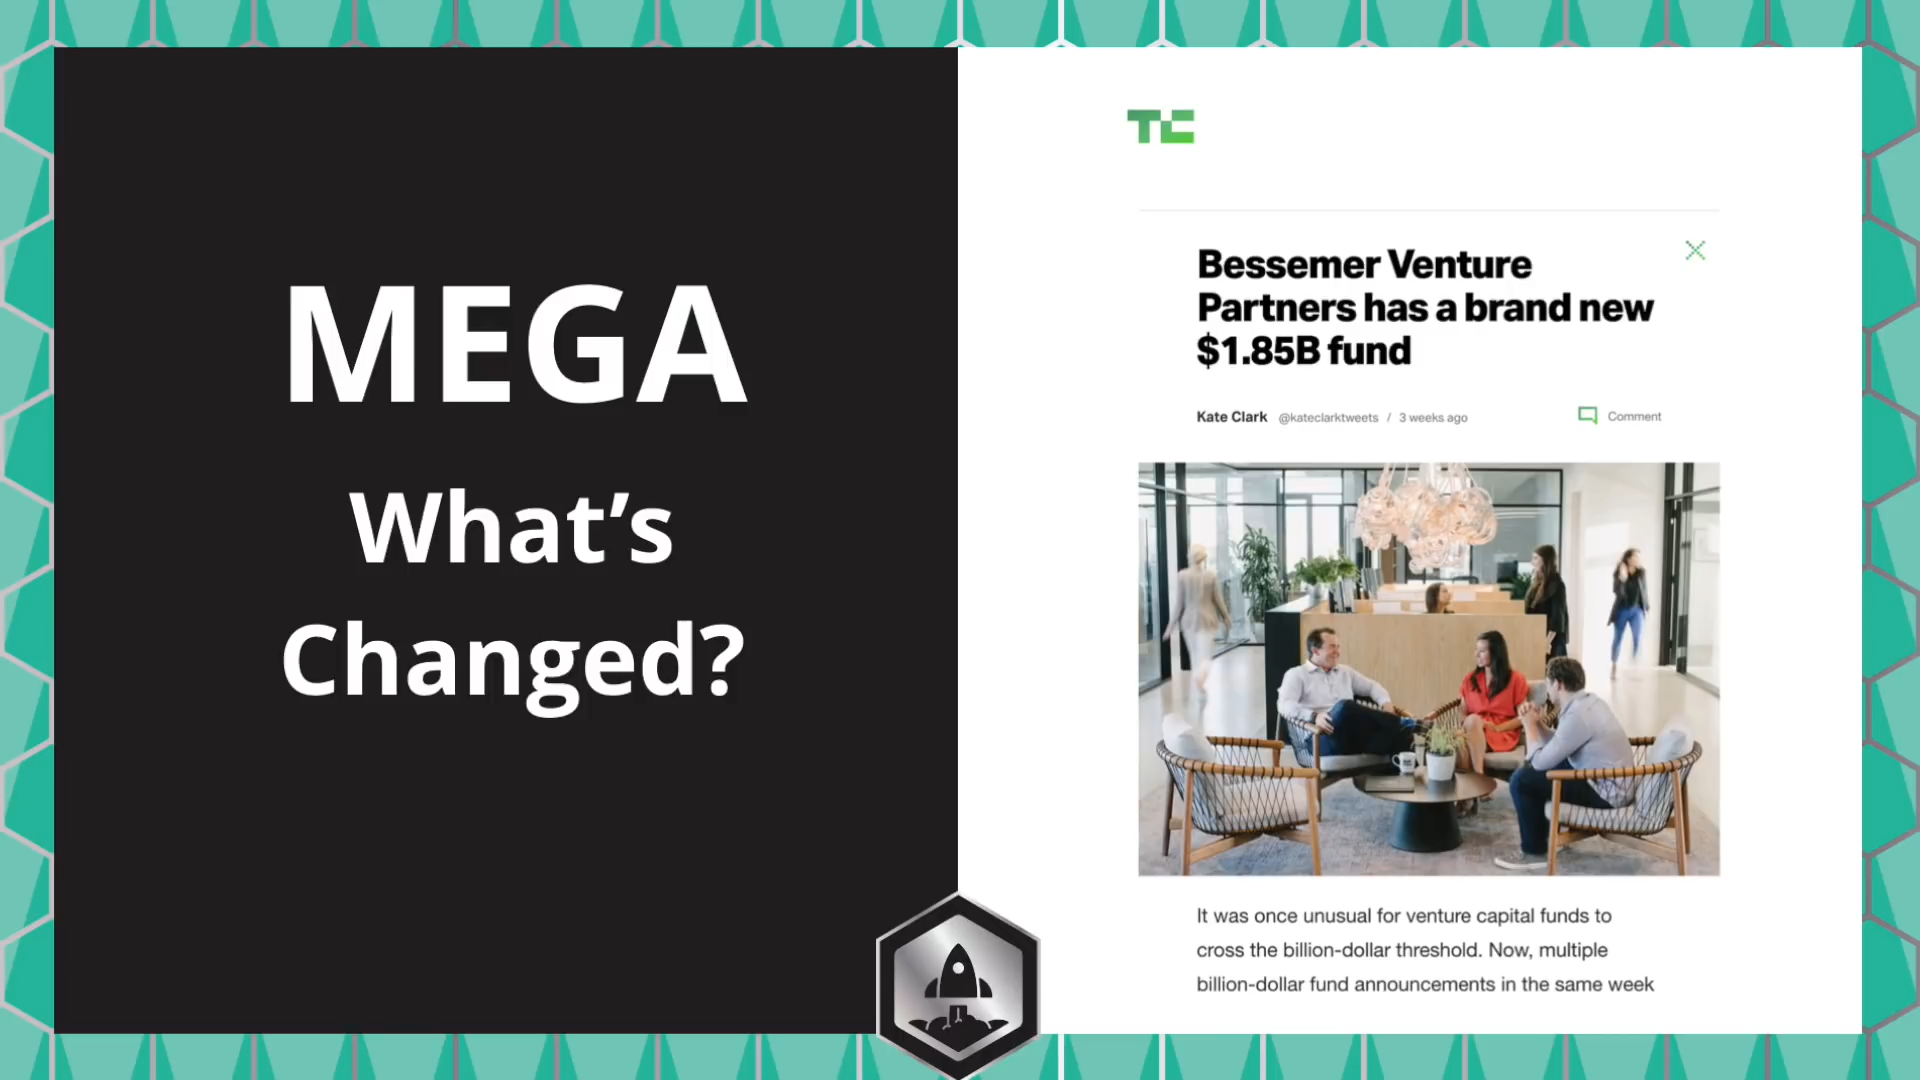 MEGA
What’s
Changed?
TC
Bessemer Venture
Partners has a brand new
$1.85B fund
Kate Clark @kateclarktweets / 3 weeks ago
Comment
It was once unusual for venture capital funds to
cross the billion-dollar threshold. Now, multiple
billion-dollar fund announcements in the same week